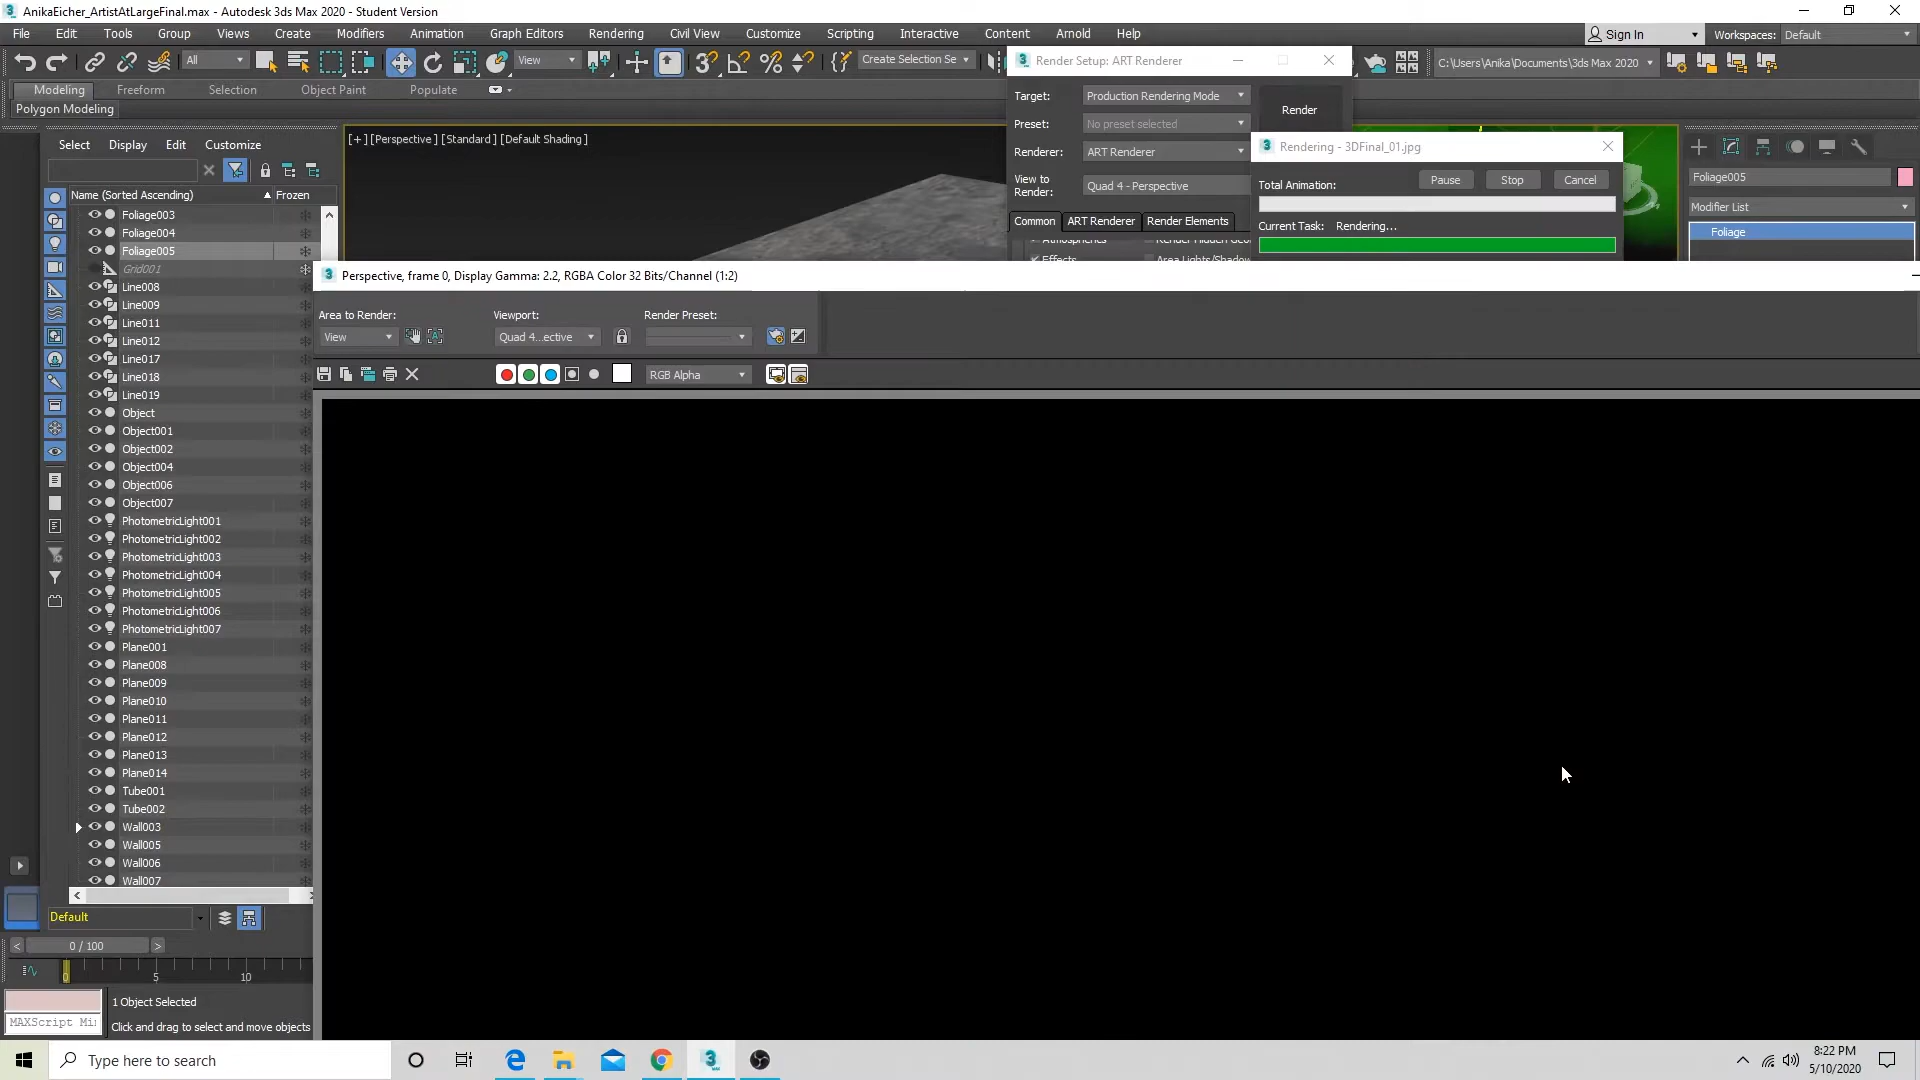 AnikaEicher_ArtistAtLargeFinal.max - Autodesk 3ds Max 2020 - Student Version
File Edit Tools Group Views Create Modifiers Animation Graph Editors Rendering Civil View Customize Scripting Interactive Content Arnold Help
Sign In
Workspaces: Default
All
View
Create Selection Se
C:\Users\Anika\Documents\3ds Max 2020
Modeling Freeform Selection Object Paint Populate
Polygon Modeling
Select Display Edit Customize
Name (Sorted Ascending)
Frozen
Foliage003
Foliage004
Foliage005
Grid001
Line008
Line009
Line011
Line012
Line017
Line018
Line019
Object
Object001
Object002
Object004
Object006
Object007
PhotometricLight001
PhotometricLight002
PhotometricLight003
PhotometricLight004
PhotometricLight005
PhotometricLight006
PhotometricLight007
Plane001
Plane008
Plane009
Plane010
Plane011
Plane012
Plane013
Plane014
Tube001
Tube002
Wall003
Wall005
Wall006
Wall007
Default
0 / 100
0 5 10
1 Object Selected
MAXScript Mi
Click and drag to select and move objects
[+] [Perspective] [Standard] [Default Shading]
Render Setup: ART Renderer
Target: Production Rendering Mode
Render
Preset: No preset selected
Renderer: ART Renderer
View to
Render: Quad 4 - Perspective
Common ART Renderer Render Elements
Atmospherics
Effects
Rendering - 3DFinal_01.jpg
Total Animation:
Pause Stop Cancel
Current Task: Rendering...
Foliage005
Modifier List
Foliage
Perspective, frame 0, Display Gamma: 2.2, RGBA Color 32 Bits/Channel (1:2)
Area to Render:
Viewport:
Render Preset:
View
Quad 4...ective
RGB Alpha
Type here to search
8:22 PM
5/10/2020